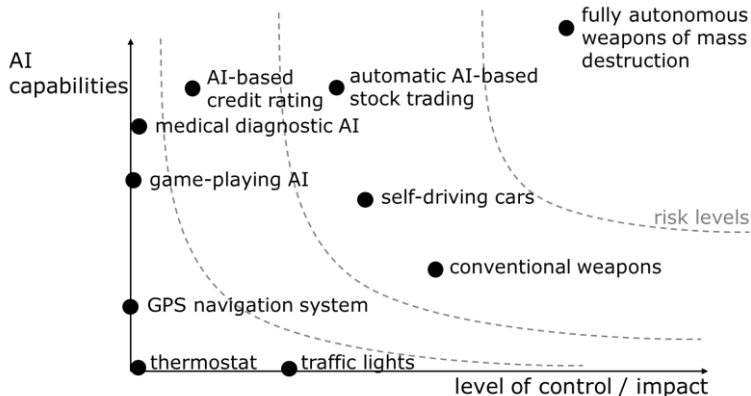 fully autonomous
weapons of mass
destruction
AI
capabilities
AI-based
credit rating
automatic AI-based
stock trading
medical diagnostic AI
game-playing AI
self-driving cars
risk levels
conventional weapons
GPS navigation system
thermostat
traffic lights
level of control / impact